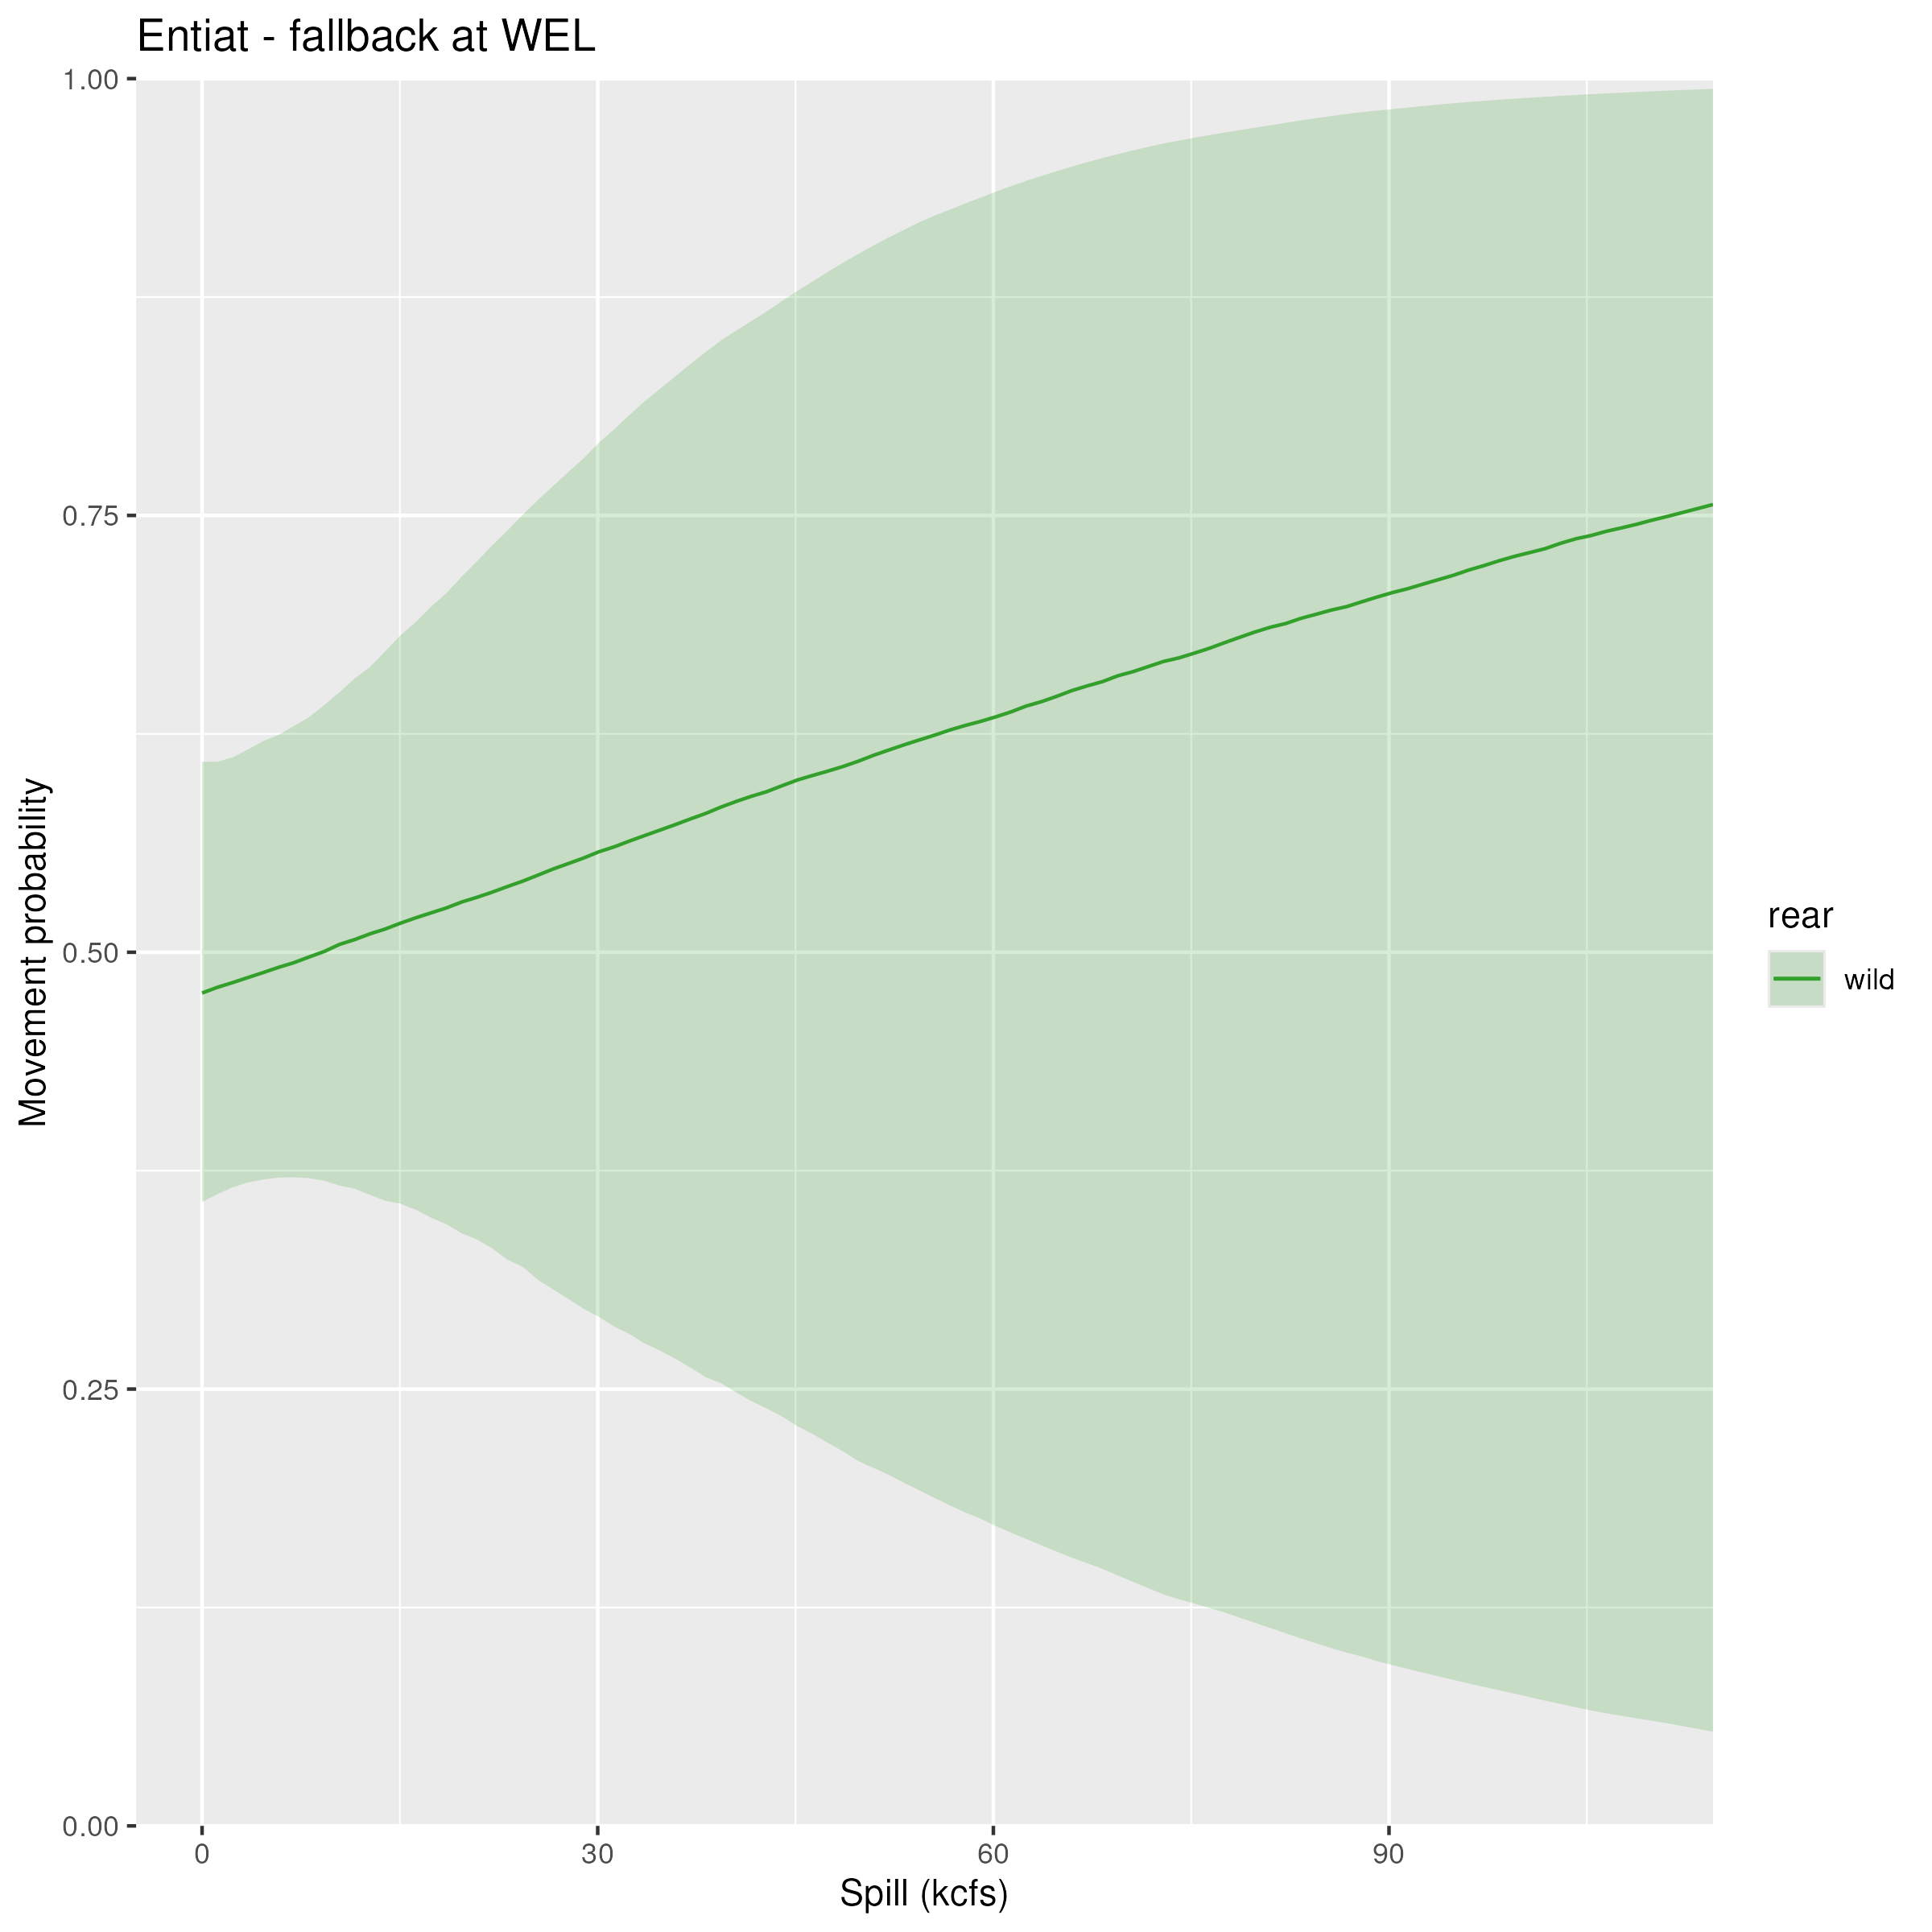 Entiat - fallback at WEL
1.00
0.75
0.50
0.25
0.00
Movement probability
0
30
60
90
Spill (kcfs)
rear
wild